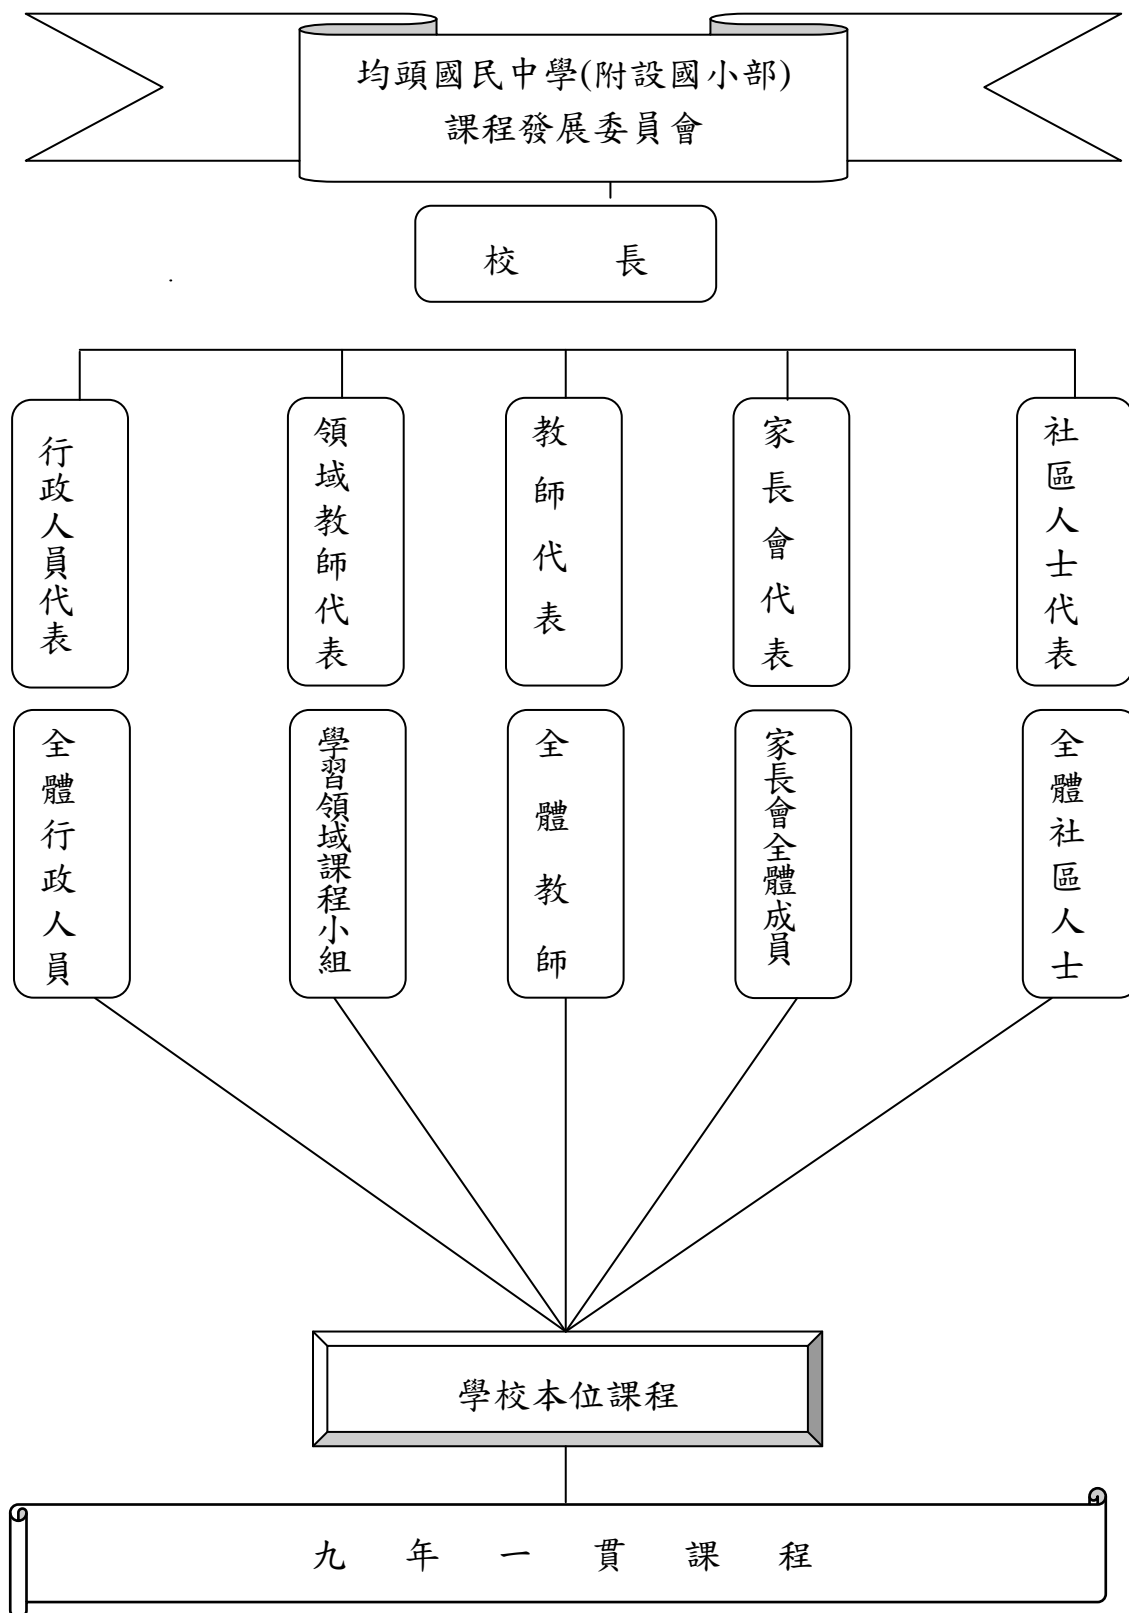 均頭國民中學(附設國小部)
課程發展委員會
校長
行政人員代表
領域教師代表
教師代表
家長會代表
社區人士代表
全體行政人員
學習領域課程小組
全體教師
家長會全體成員
全體社區人士
學校本位課程
九年一貫課程